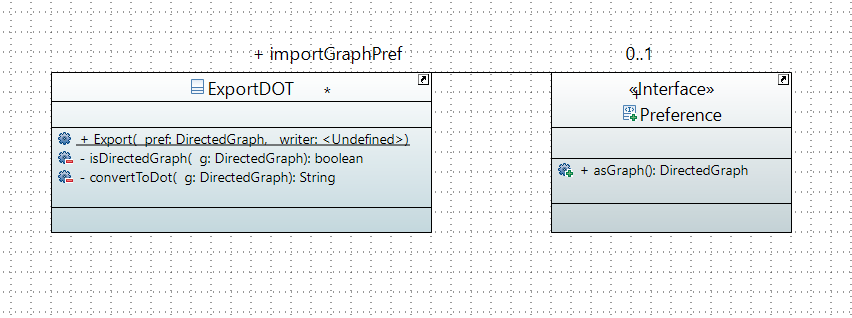 + importGraphPref 0..1
ExportDOT *
«Interface»
Preference
+ Export( pref: DirectedGraph, writer: <Undefined>)
- isDirectedGraph( g: DirectedGraph): boolean
- convertToDot( g: DirectedGraph): String
+ asGraph(): DirectedGraph